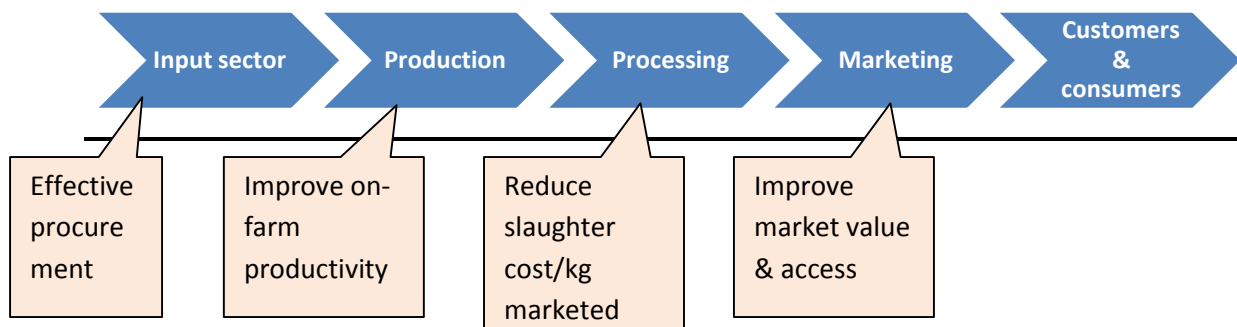 Input sector
Production
Processing
Marketing
Customers
&
consumers
Effective
procure
ment
Improve on-
farm
productivity
Reduce
slaughter
cost/kg
marketed
Improve
market value
& access